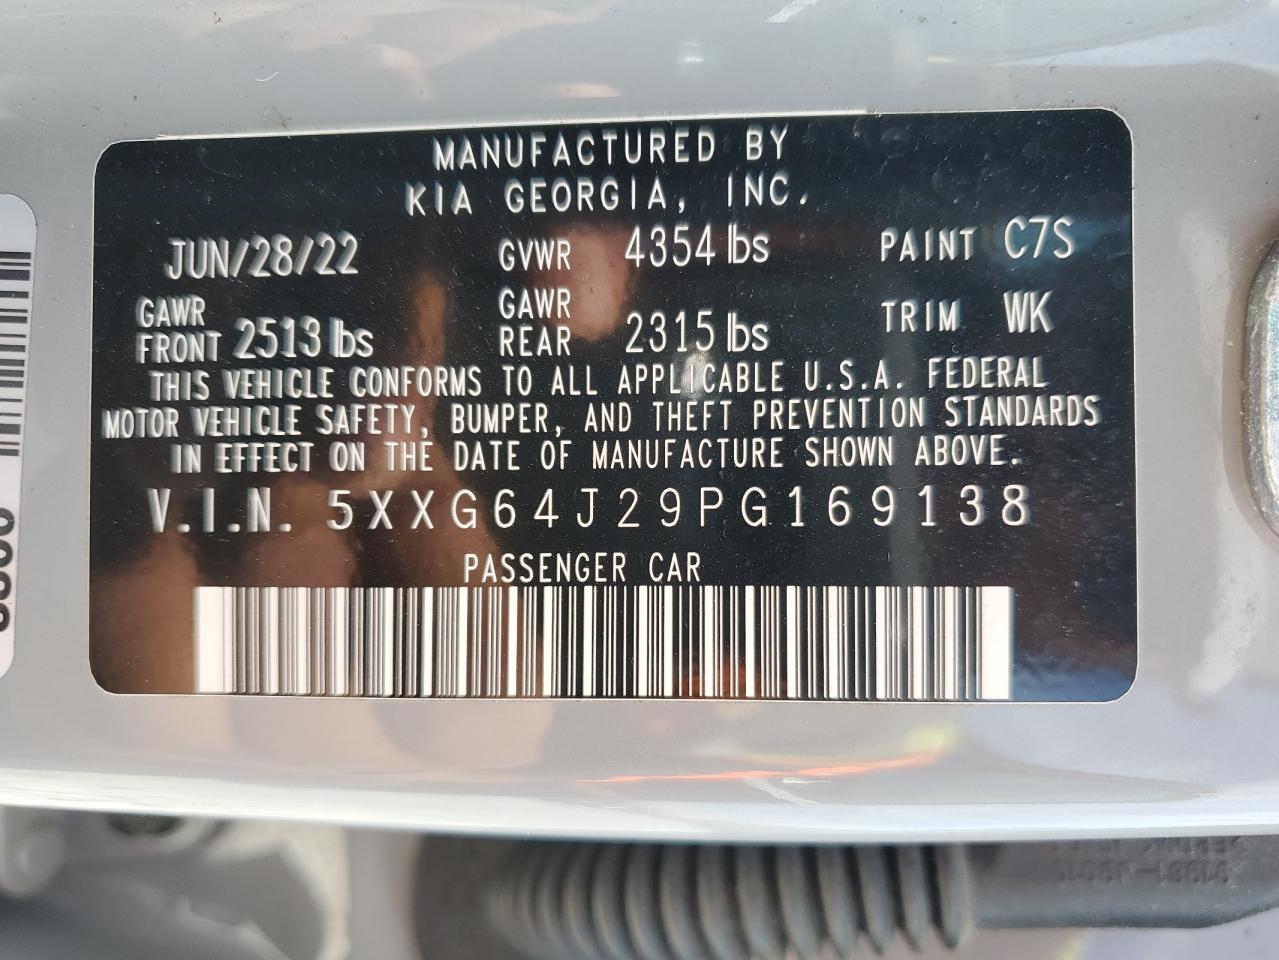 MANUFACTURED BY
KIA GEORGIA, INC.
JUN/28/22 GVWR 4354 lbs PAINT C7S
GAWR FRONT 2513 lbs GAWR REAR 2315 lbs TRIM WK
THIS VEHICLE CONFORMS TO ALL APPLICABLE U.S.A. FEDERAL
MOTOR VEHICLE SAFETY, BUMPER, AND THEFT PREVENTION STANDARDS
IN EFFECT ON THE DATE OF MANUFACTURE SHOWN ABOVE.
V.I.N. 5XXG64J29PG169138
PASSENGER CAR